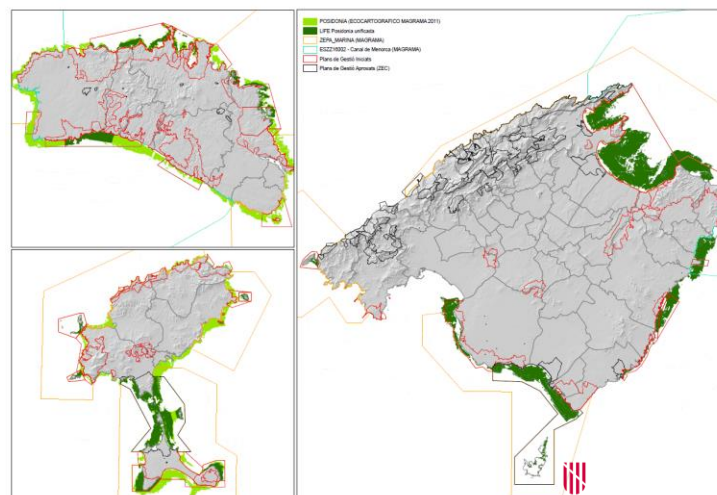 POSIDONIA (ECOCARTOGRAFICO MAGRAMA 2011)
LIFE Posidonia unificada
ZEPA_MARINA (MAGRAMA)
ESZZ16002 - Canal de Menorca (MAGRAMA)
Plans de Gestió Iniciats
Plans de Gestió Aprovats (ZEC)